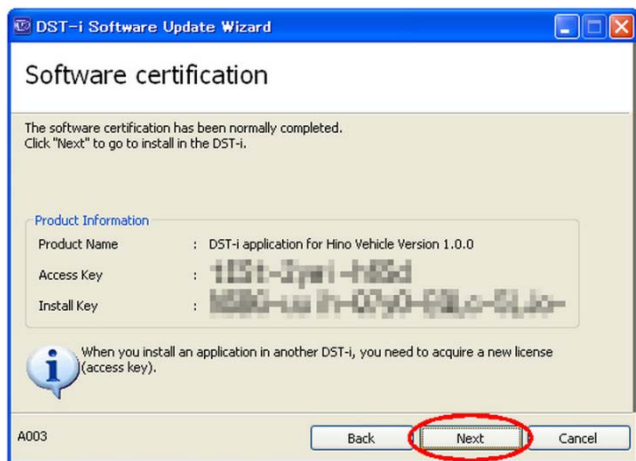 DST-i Software Update Wizard
Software certification
The software certification has been normally completed.
Click "Next" to go to install in the DST-i.
Product Information
Product Name : DST-i application for Hino Vehicle Version 1.0.0
Access Key :
Install Key :
When you install an application in another DST-i, you need to acquire a new license
(access key).
A003 Back Next Cancel